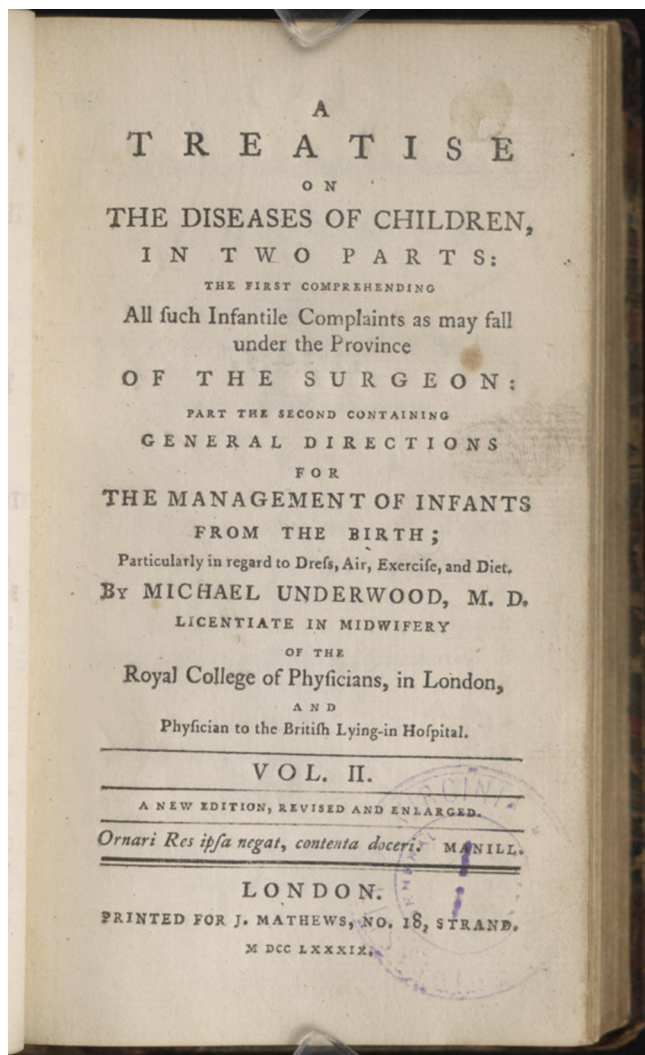 A
TREATISE
ON
THE DISEASES OF CHILDREN,
IN TWO PARTS:
THE FIRST COMPREHENDING
All ſuch Infantile Complaints as may fall
under the Province
OF THE SURGEON:
PART THE SECOND CONTAINING
GENERAL DIRECTIONS
FOR
THE MANAGEMENT OF INFANTS
FROM THE BIRTH;
Particularly in regard to Dreſs, Air, Exerciſe, and Diet.
BY MICHAEL UNDERWOOD, M. D.
LICENTIATE IN MIDWIFERY
OF THE
Royal College of Phyſicians, in London,
AND
Phyſician to the Britiſh Lying-in Hoſpital.
VOL. II.
A NEW EDITION, REVISED AND ENLARGED.
Ornari Res ipſa negat, contenta doceri. MANILL.
LONDON.
PRINTED FOR J. MATHEWS, NO. 18, STRAND.
M DCC LXXXIX.